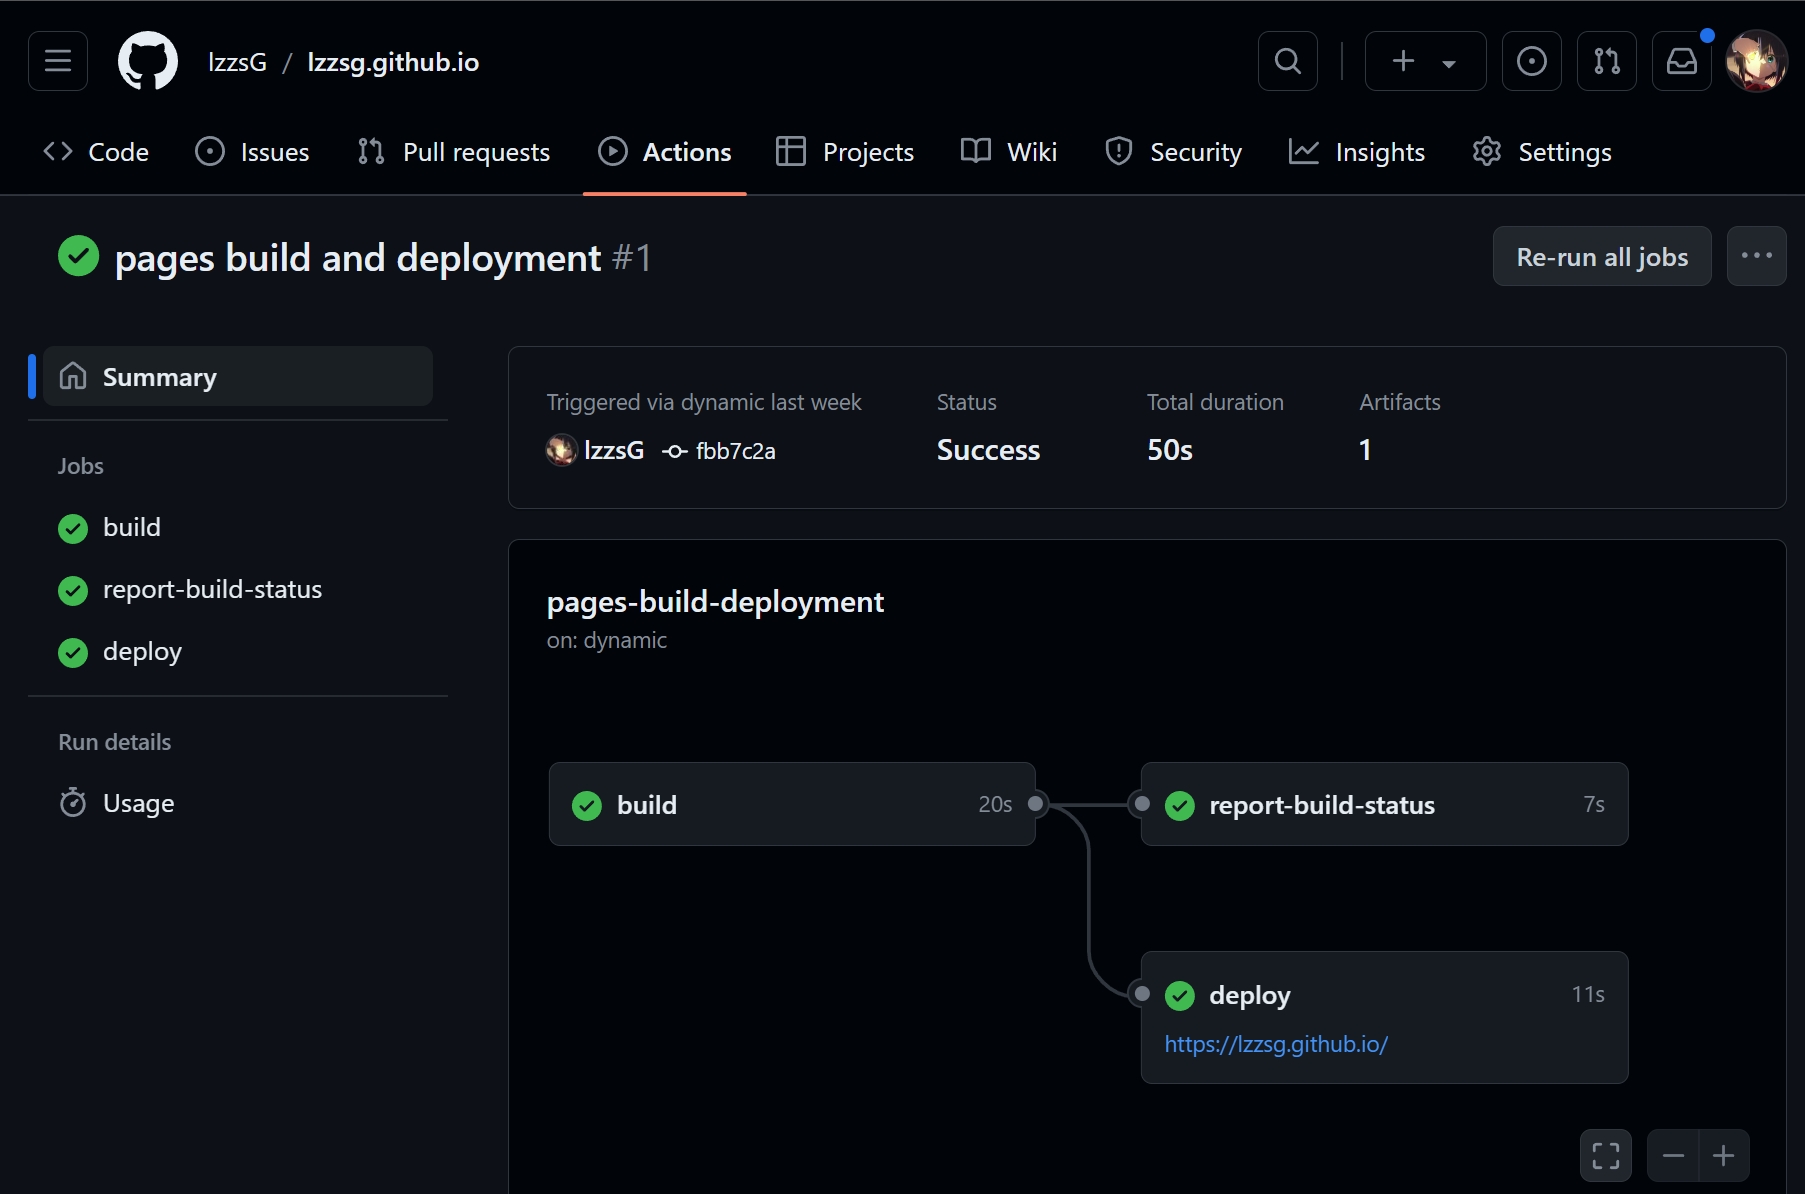 lzzsG / lzzsg.github.io
Code Issues Pull requests Actions Projects Wiki Security Insights Settings
pages build and deployment #1
Re-run all jobs
Summary
Jobs
build
report-build-status
deploy
Run details
Usage
Triggered via dynamic last week
lzzsG fbb7c2a
Status
Success
Total duration
50s
Artifacts
1
pages-build-deployment
on: dynamic
build 20s
report-build-status 7s
deploy 11s
https://lzzsg.github.io/